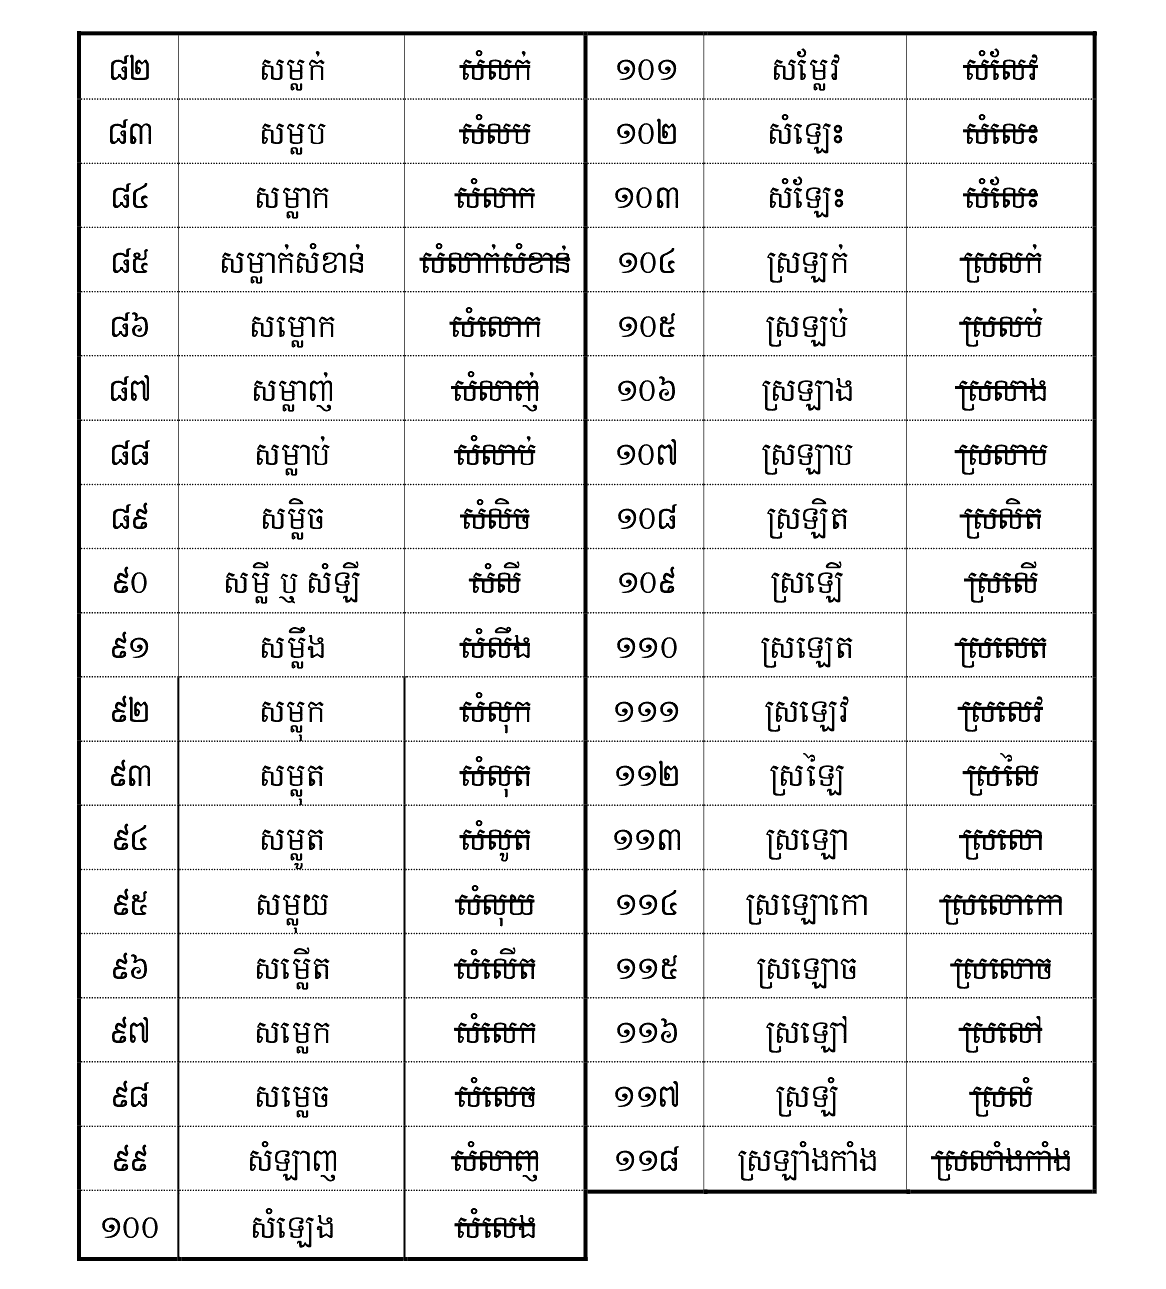 ៨២ សម្លក់ សំលក់ ១០១ សម្លែវ សំលែវ
៨៣ សម្លប សំលប ១០២ សំឡេះ សំលេះ
៨៤ សម្លាក សំលាក ១០៣ សំឡែះ សំលែះ
៨៥ សម្លាក់សំខាន់ សំលាក់សំខាន់ ១០៤ ស្រឡក់ ស្រលក់
៨៦ សម្លោក សំលោក ១០៥ ស្រឡប់ ស្រលប់
៨៧ សម្លាញ់ សំលាញ់ ១០៦ ស្រឡាង ស្រលាង
៨៨ សម្លាប់ សំលាប់ ១០៧ ស្រឡាប ស្រលាប
៨៩ សម្លិច សំលិច ១០៨ ស្រឡិត ស្រលិត
៩០ សម្លី ឬ សំឡី សំលី ១០៩ ស្រឡើ ស្រលើ
៩១ សម្លឹង សំលឹង ១១០ ស្រឡេត ស្រលេត
៩២ សម្លុក សំលុក ១១១ ស្រឡេវ ស្រលេវ
៩៣ សម្លុត សំលុត ១១២ ស្រឡៃ ស្រលៃ
៩៤ សម្លូត សំលូត ១១៣ ស្រឡោ ស្រលោ
៩៥ សម្លុយ សំលុយ ១១៤ ស្រឡោកោ ស្រលោកោ
៩៦ សម្លើត សំលើត ១១៥ ស្រឡោច ស្រលោច
៩៧ សម្លេក សំលេក ១១៦ ស្រឡៅ ស្រលៅ
៩៨ សម្លេច សំលេច ១១៧ ស្រឡំ ស្រលំ
៩៩ សំឡាញ សំលាញ ១១៨ ស្រឡាំងកាំង ស្រលាំងកាំង
១០០ សំឡេង សំលេង